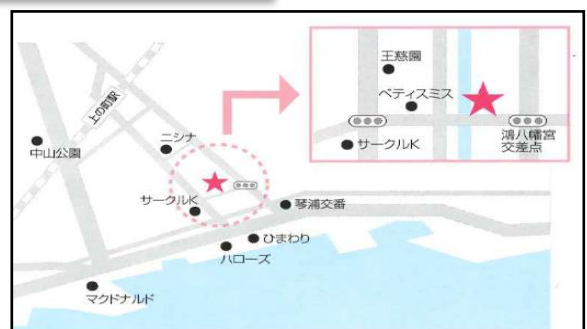 上の町駅
中山公園
ニシナ
サークルK
琴浦交番
ひまわり
ハローズ
マクドナルド
王慈園
ベティスミス
サークルK
鴻八幡宮
交差点